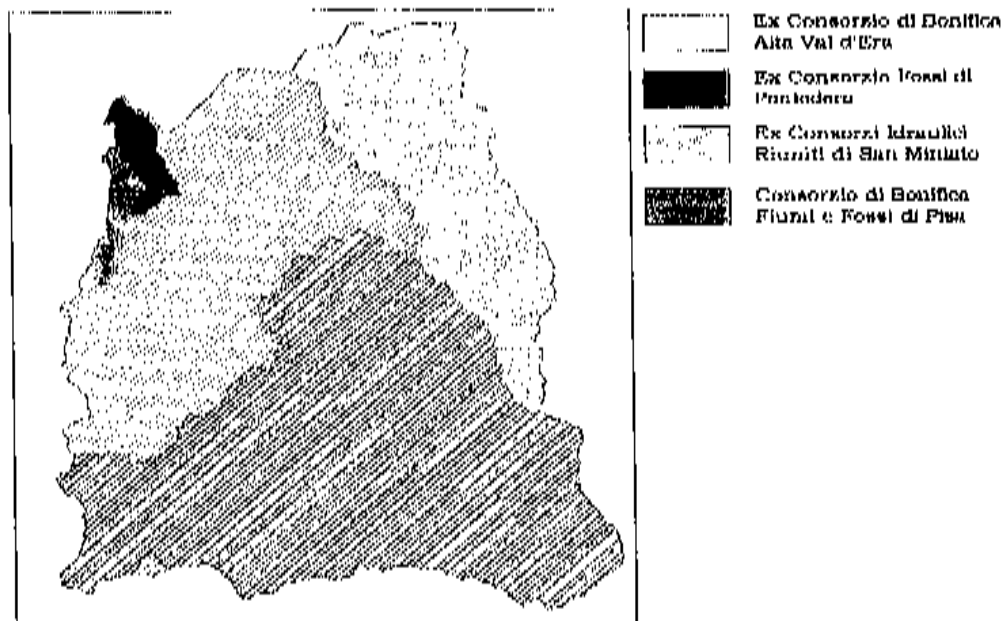 Ex Consorzio di Bonifica
Alta Val d'Era
Ex Consorzio Fossi di
Pontedera
Ex Consorzi Idraulici
Riuniti di San Miniato
Consorzio di Bonifica
Fiumi e Fossi di Pisa